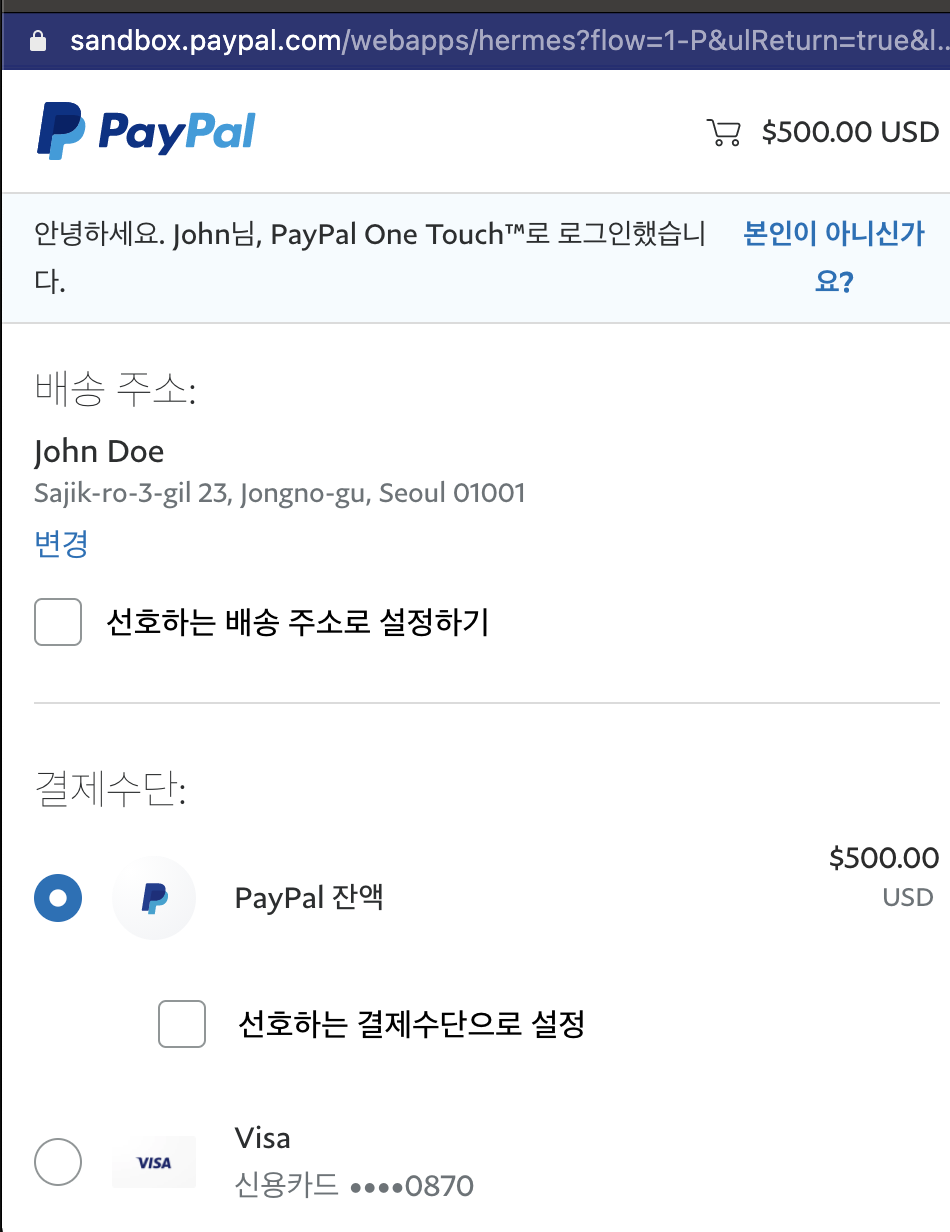 sandbox.paypal.com/webapps/hermes?flow=1-P&ulReturn=true&l...
PayPal
$500.00 USD
안녕하세요. John님, PayPal One Touch™로 로그인했습니
다.
본인이 아니신가
요?
배송 주소:
John Doe
Sajik-ro-3-gil 23, Jongno-gu, Seoul 01001
변경
선호하는 배송 주소로 설정하기
결제수단:
PayPal 잔액
$500.00
USD
선호하는 결제수단으로 설정
VISA
Visa
신용카드 ••••0870